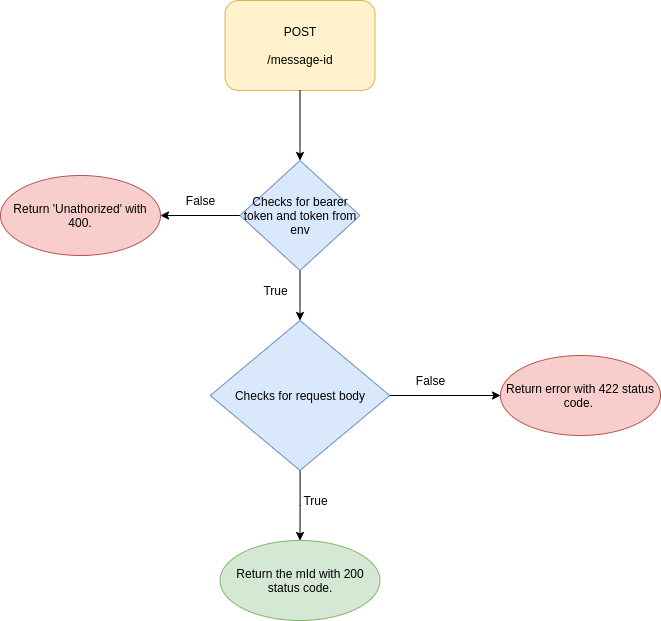 POST
/message-id
Checks for bearer
token and token from
env
False
Return 'Unathorized' with
400.
True
Checks for request body
False
Return error with 422 status
code.
True
Return the mId with 200
status code.